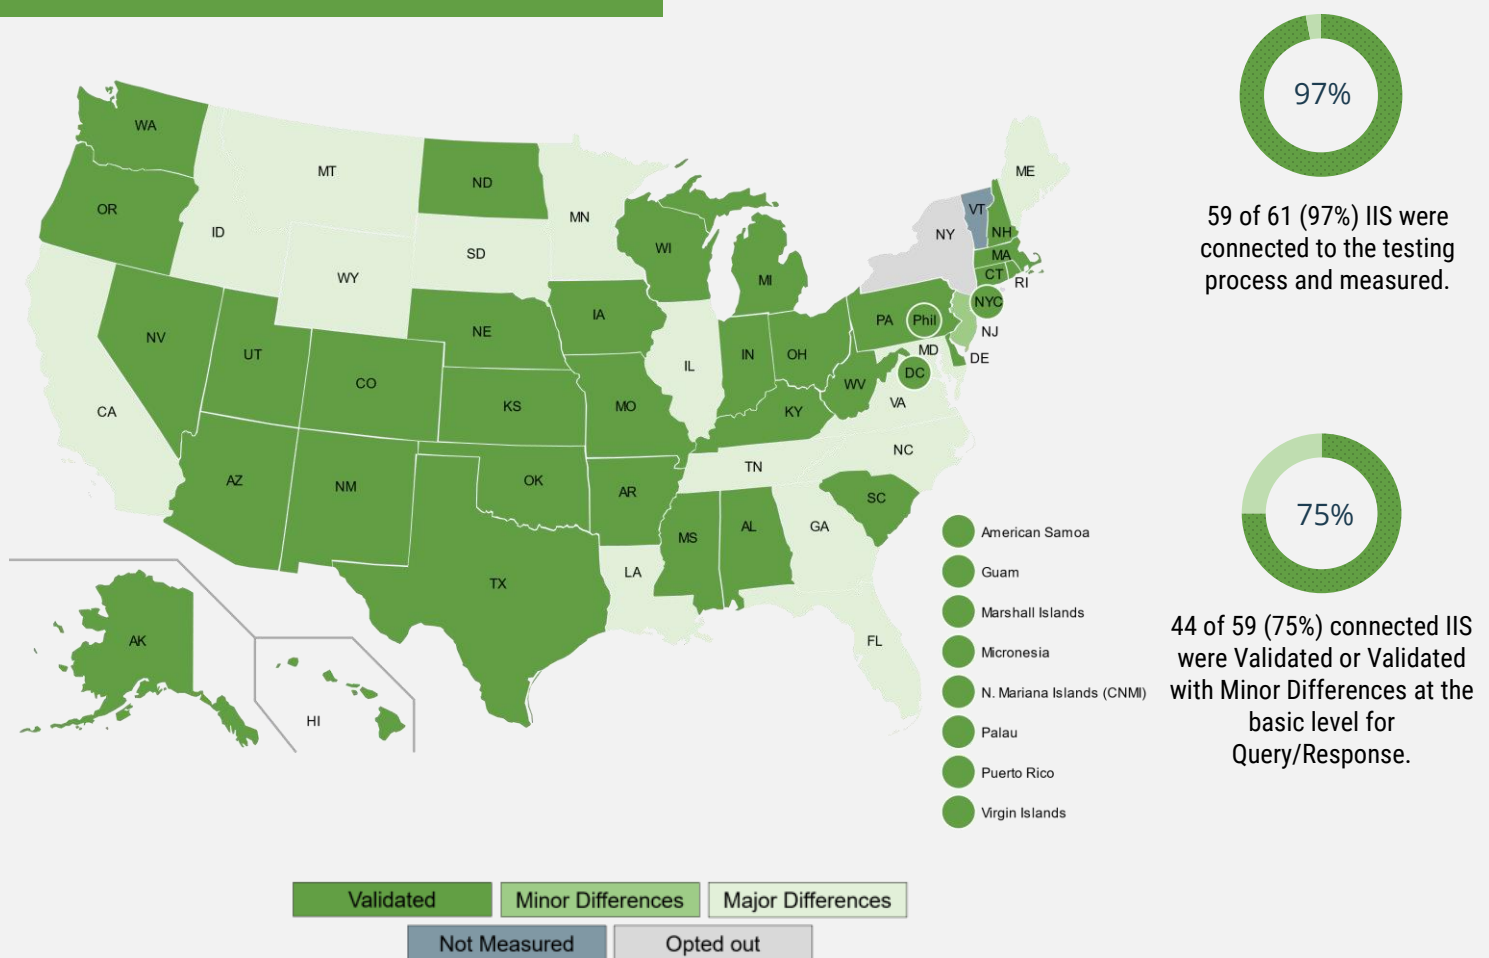 WA
MT
ND
OR
ID
MN
SD
WY
WI
MI
NY
VT
NH
MA
CT
RI
ME
NYC
NJ
PA
Phil
MD
DE
DC
NV
UT
CO
NE
IA
IL
IN
OH
WV
VA
CA
KS
MO
KY
NC
TN
AZ
NM
OK
AR
SC
MS
AL
GA
TX
LA
FL
AK
HI
American Samoa
Guam
Marshall Islands
Micronesia
N. Mariana Islands (CNMI)
Palau
Puerto Rico
Virgin Islands
97%
59 of 61 (97%) IIS were
connected to the testing
process and measured.
75%
44 of 59 (75%) connected IIS
were Validated or Validated
with Minor Differences at the
basic level for
Query/Response.
Validated
Minor Differences
Major Differences
Not Measured
Opted out